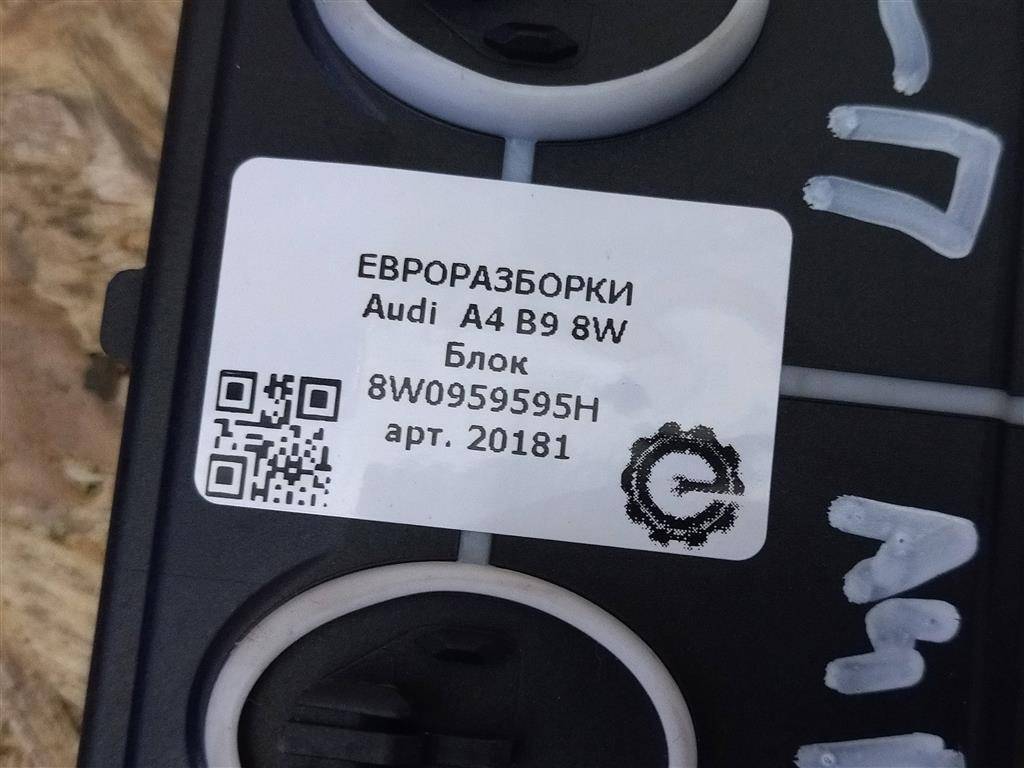 ЕВРОРАЗБОРКИ
Audi A4 B9 8W
Блок
8W0959595H
арт. 20181